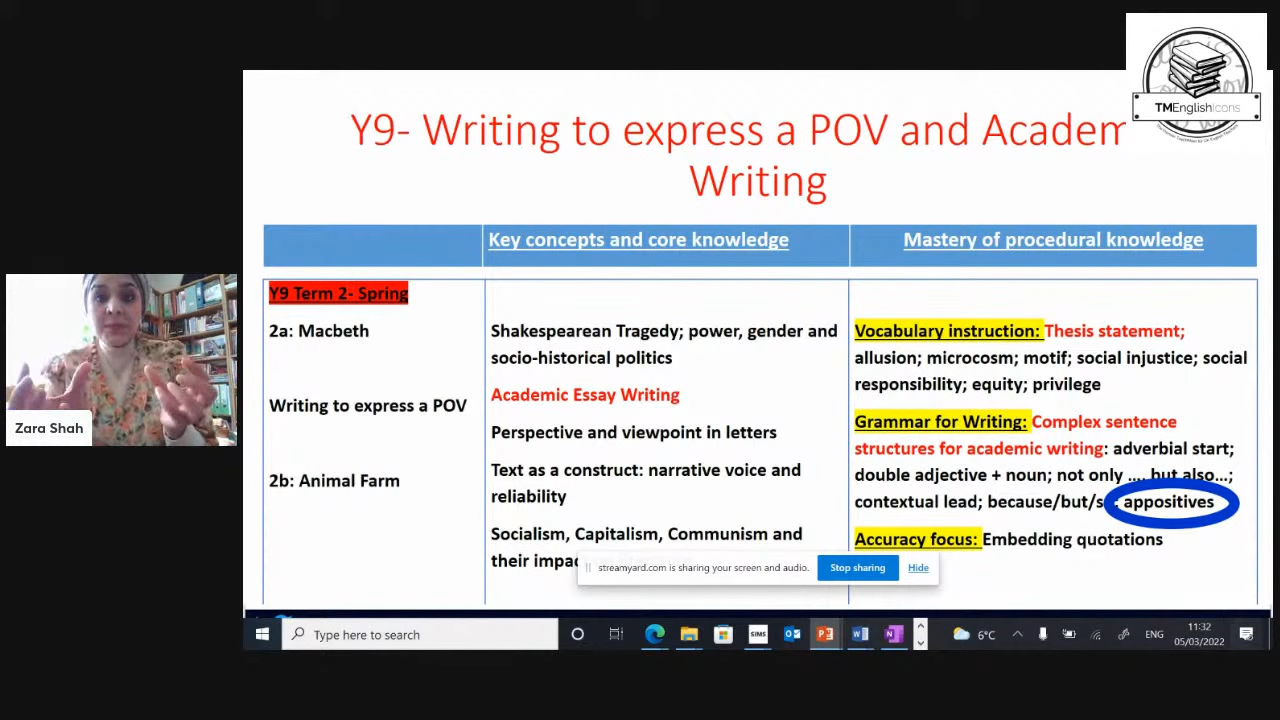 TMEnglishicons
Y9- Writing to express a POV and Academ
Writing
Key concepts and core knowledge
Mastery of procedural knowledge
Y9 Term 2- Spring
2a: Macbeth
Writing to express a POV
2b: Animal Farm
Shakespearean Tragedy; power, gender and
socio-historical politics
Academic Essay Writing
Perspective and viewpoint in letters
Text as a construct: narrative voice and
reliability
Socialism, Capitalism, Communism and
their impac
Vocabulary instruction: Thesis statement;
allusion; microcosm; motif; social injustice; social
responsibility; equity; privilege
Grammar for Writing: Complex sentence
structures for academic writing: adverbial start;
double adjective + noun; not only …. but also…;
contextual lead; because/but/s appositives
Accuracy focus: Embedding quotations
Zara Shah
streamyard.com is sharing your screen and audio.
Stop sharing
Hide
Type here to search
SIMS
6°C
ENG
11:32
05/03/2022